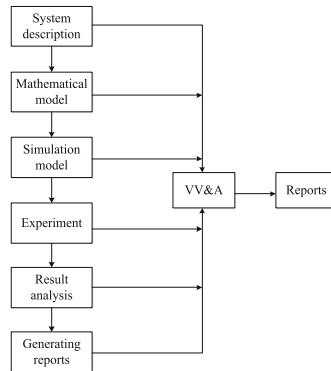 System
description
Mathematical
model
Simulation
model
VV&A
Reports
Experiment
Result
analysis
Generating
reports